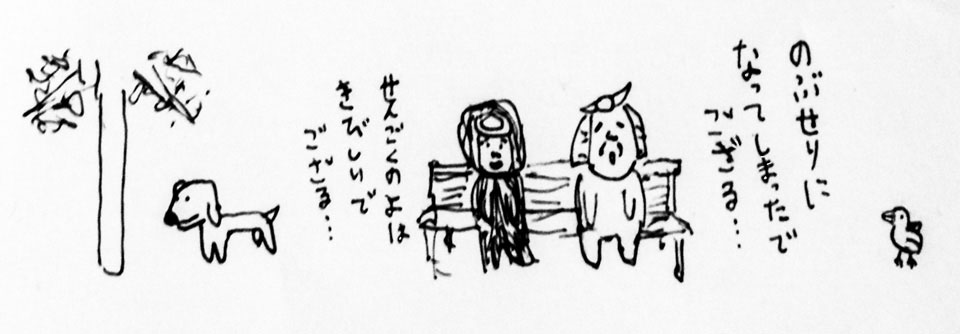 のぶせりに
なってしまったで
ござる…
せんごくのよは
きびしいで
ござる…